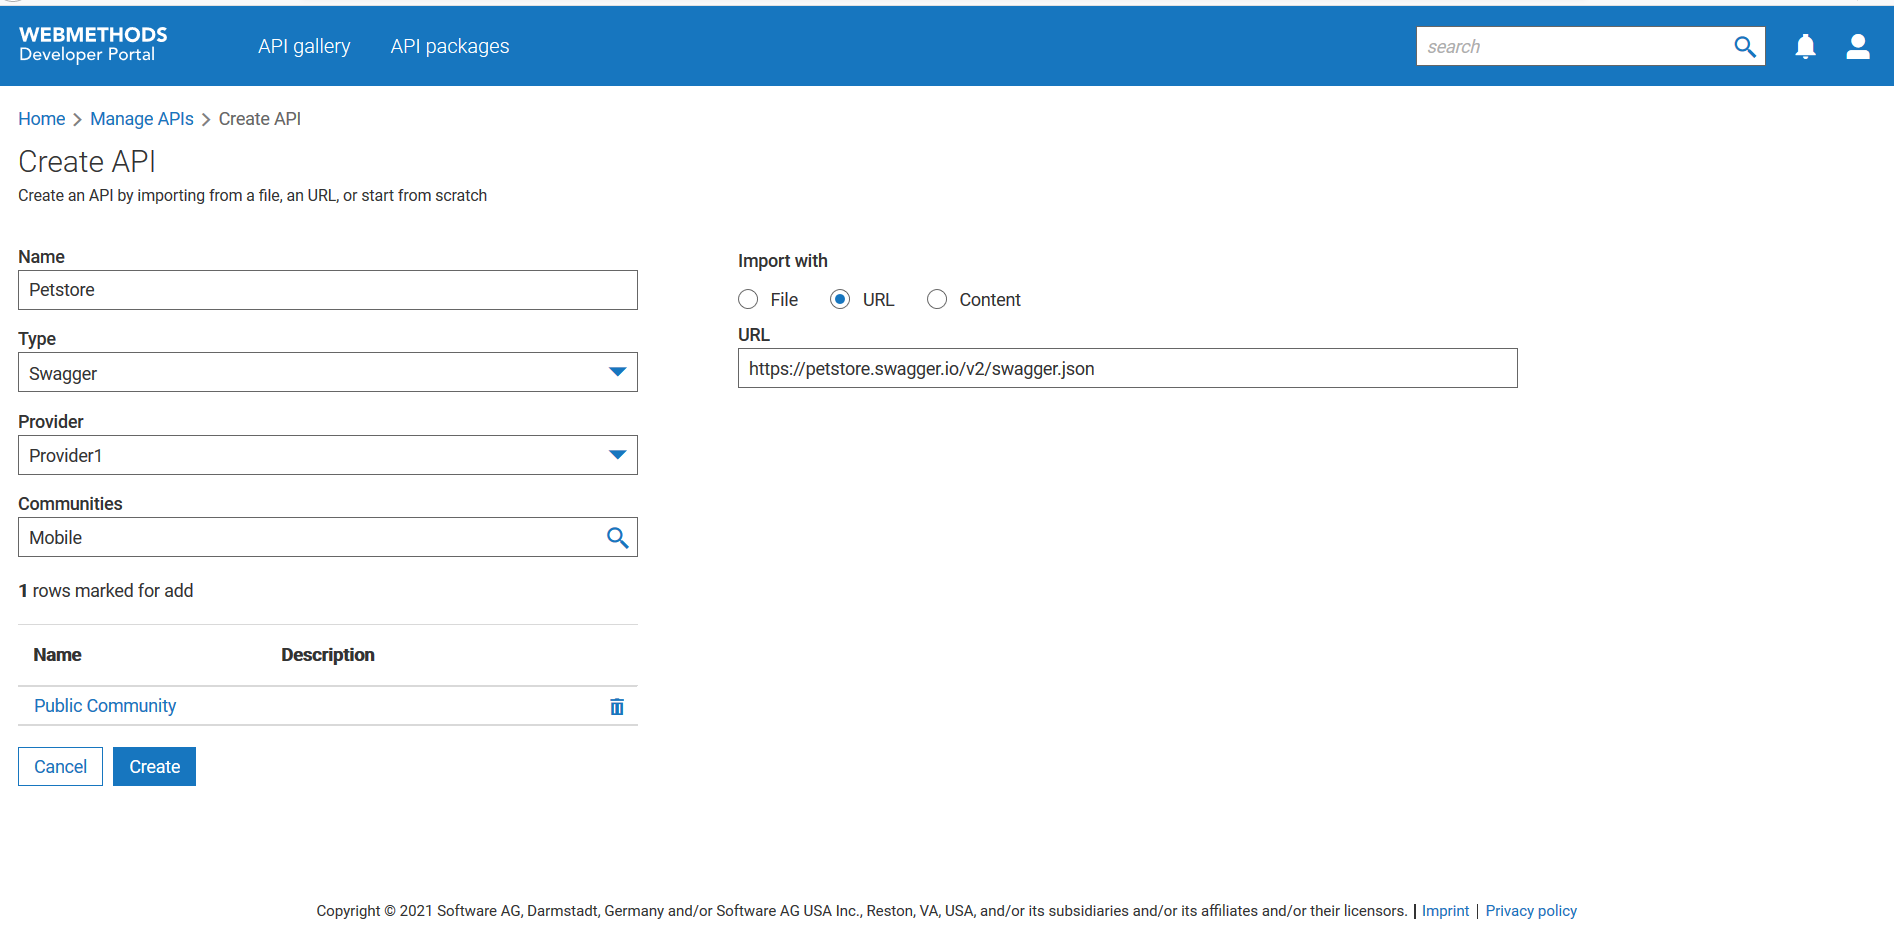 WEBMETHODS
Developer Portal
API gallery
API packages
search
Home > Manage APIs > Create API
Create API
Create an API by importing from a file, an URL, or start from scratch
Name
Petstore
Type
Swagger
Provider
Provider1
Communities
Mobile
1 rows marked for add
Name Description
Public Community
Cancel Create
Import with
File URL Content
URL
https://petstore.swagger.io/v2/swagger.json
Copyright © 2021 Software AG, Darmstadt, Germany and/or Software AG USA Inc., Reston, VA, USA, and/or its subsidiaries and/or its affiliates and/or their licensors. | Imprint | Privacy policy